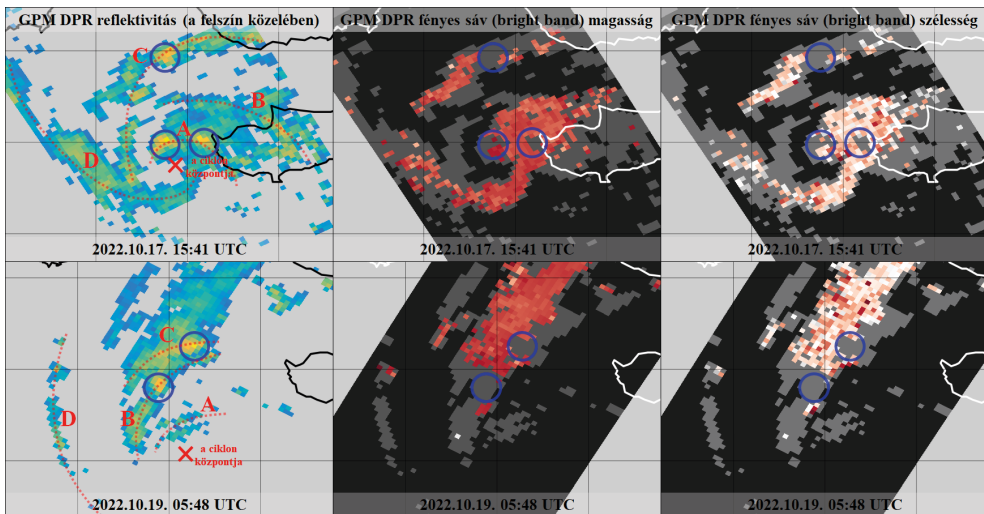 GPM DPR reflektivitás (a felszín közelében)
GPM DPR fényes sáv (bright band) magasság
GPM DPR fényes sáv (bright band) szélesség
C
B
A
D
a ciklon
központja
2022.10.17. 15:41 UTC
2022.10.17. 15:41 UTC
2022.10.17. 15:41 UTC
C
A
D
B
a ciklon
központja
2022.10.19. 05:48 UTC
2022.10.19. 05:48 UTC
2022.10.19. 05:48 UTC